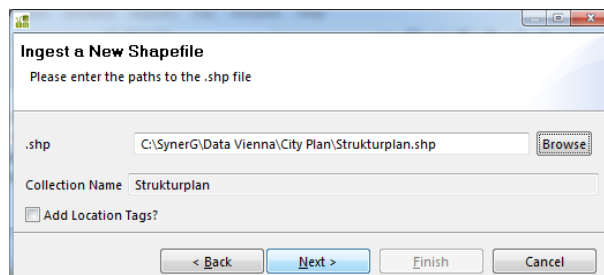 Ingest a New Shapefile
Please enter the paths to the .shp file
.shp C:\SynerG\Data Vienna\City Plan\Strukturplan.shp Browse
Collection Name Strukturplan
Add Location Tags?
< Back Next > Finish Cancel